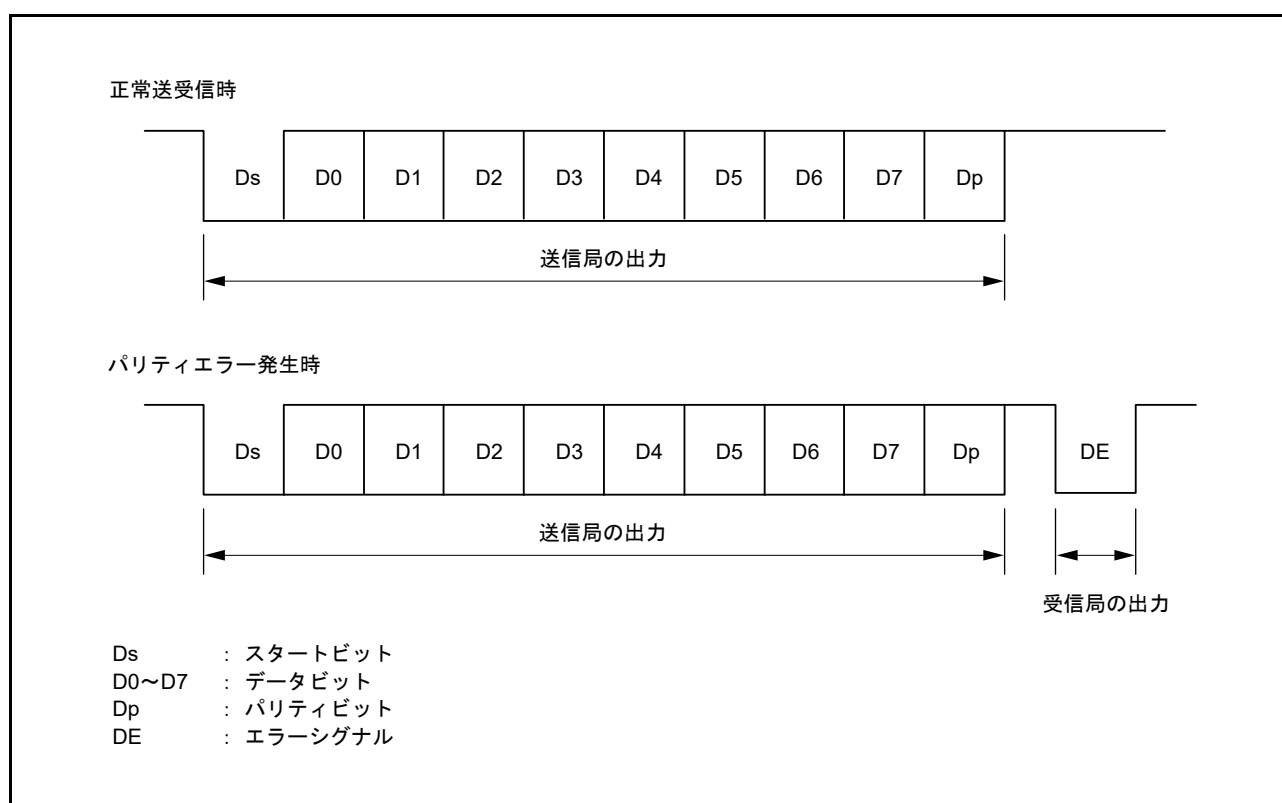 正常送受信時
Ds D0 D1 D2 D3 D4 D5 D6 D7 Dp
送信局の出力
パリティエラー発生時
Ds D0 D1 D2 D3 D4 D5 D6 D7 Dp DE
送信局の出力
受信局の出力
Ds : スタートビット
D0～D7 : データビット
Dp : パリティビット
DE : エラーシグナル